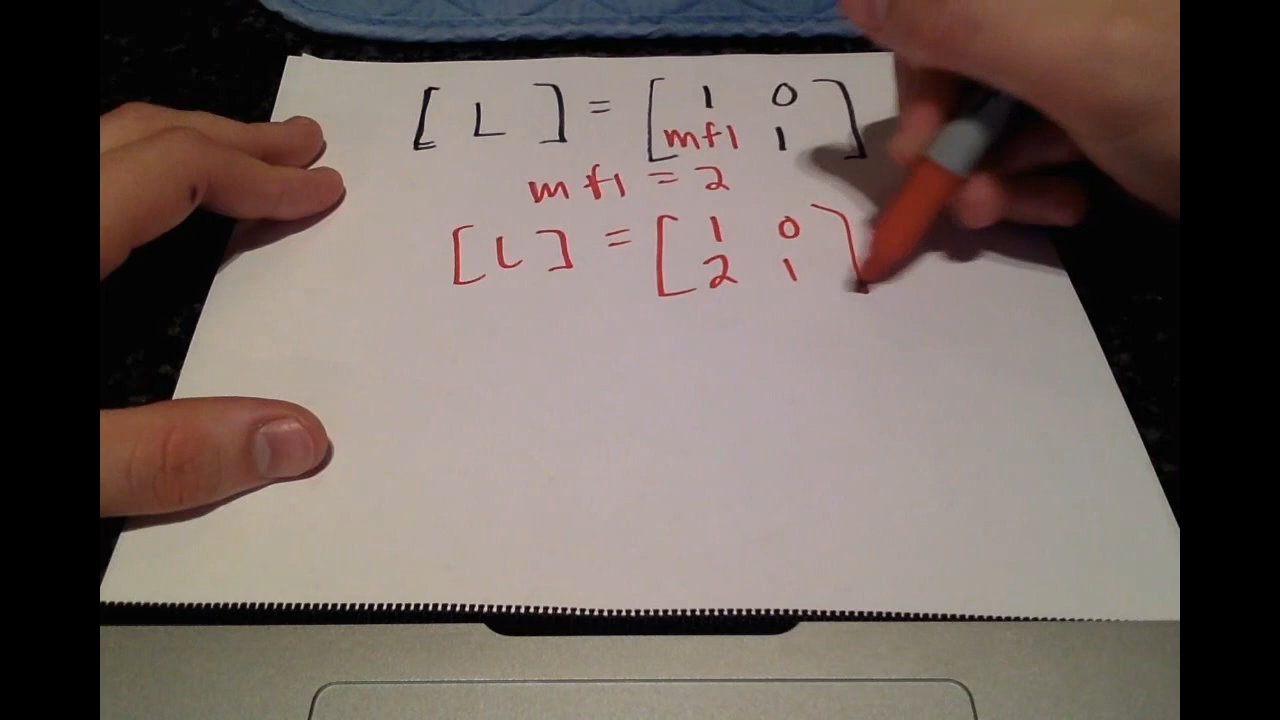 [ L ] = [ 1 0
mf1 1 ]
mf1 = 2
[ L ] = [ 1 0
2 1 ]